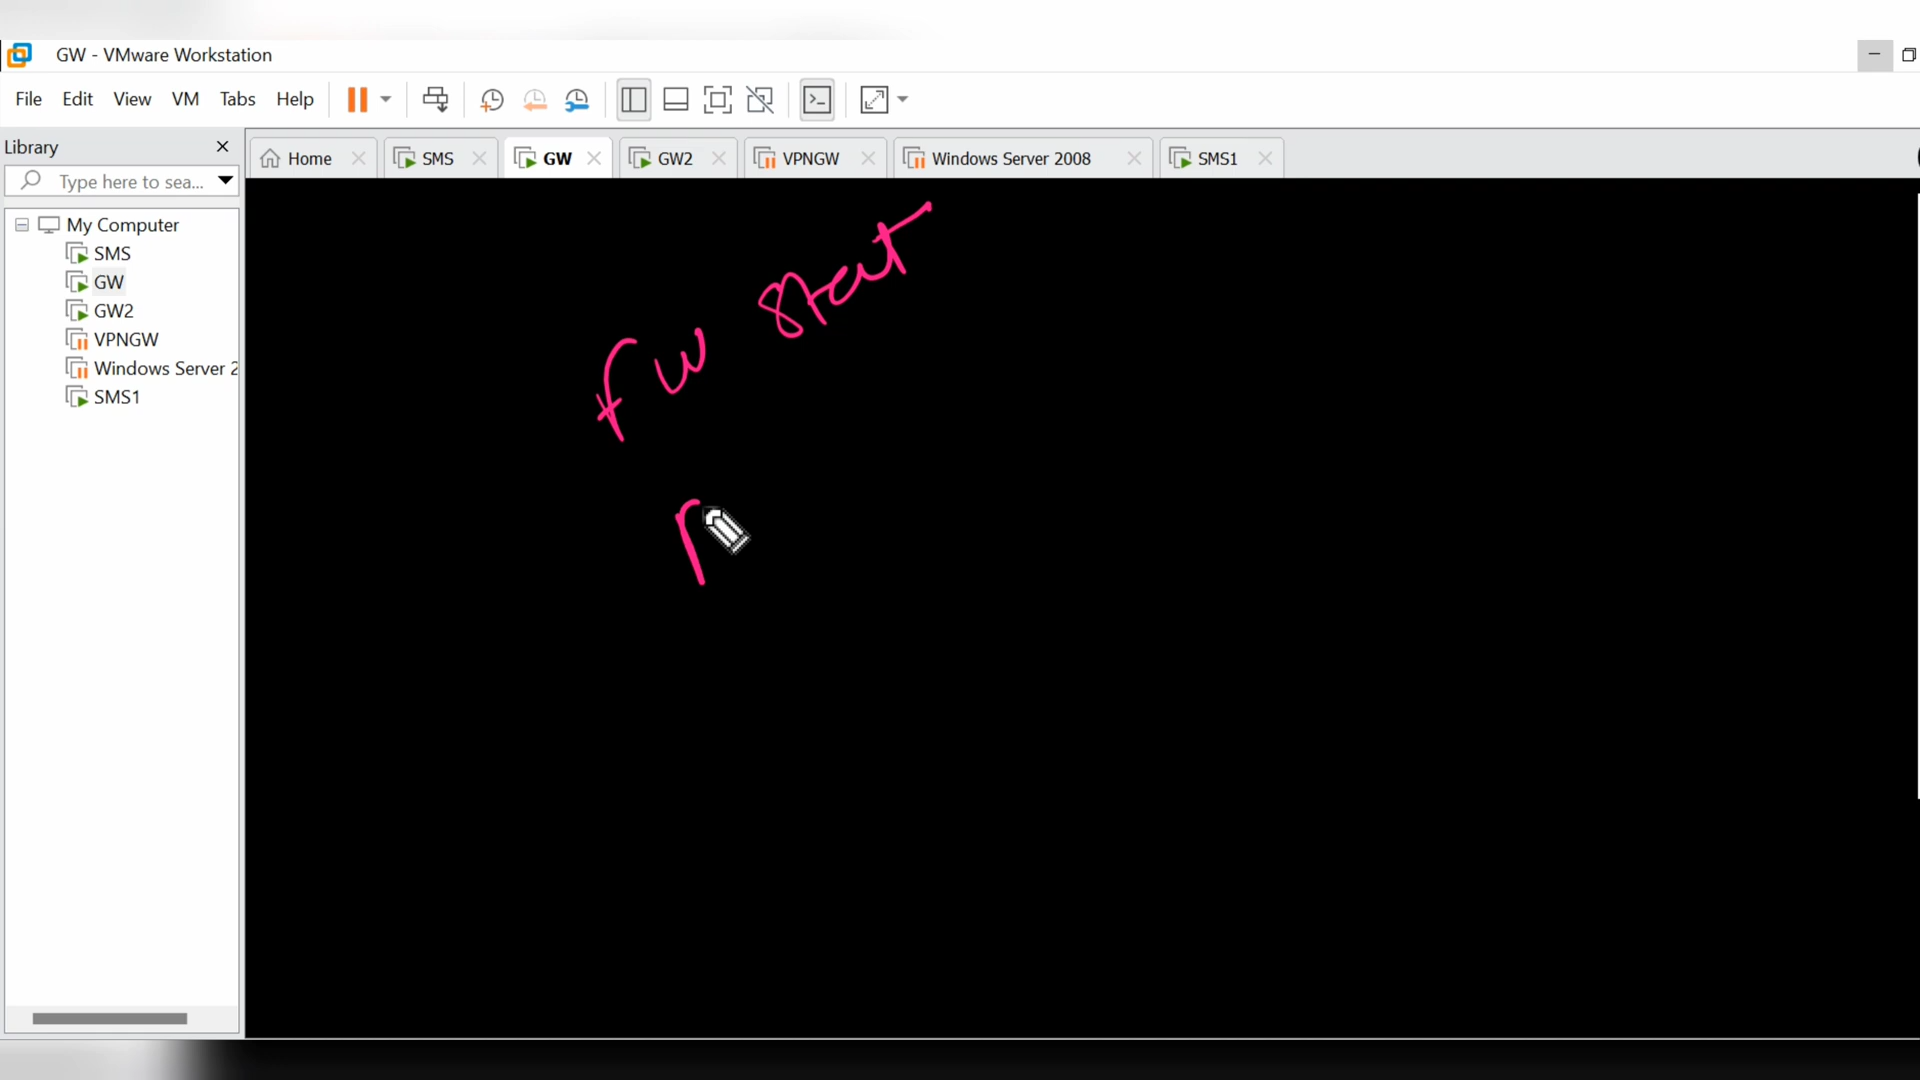 GW - VMware Workstation
File Edit View VM Tabs Help
Library
Home SMS GW GW2 VPNGW Windows Server 2008 SMS1
Type here to sea...
My Computer
SMS
GW
GW2
VPNGW
Windows Server 2
SMS1
fw stat